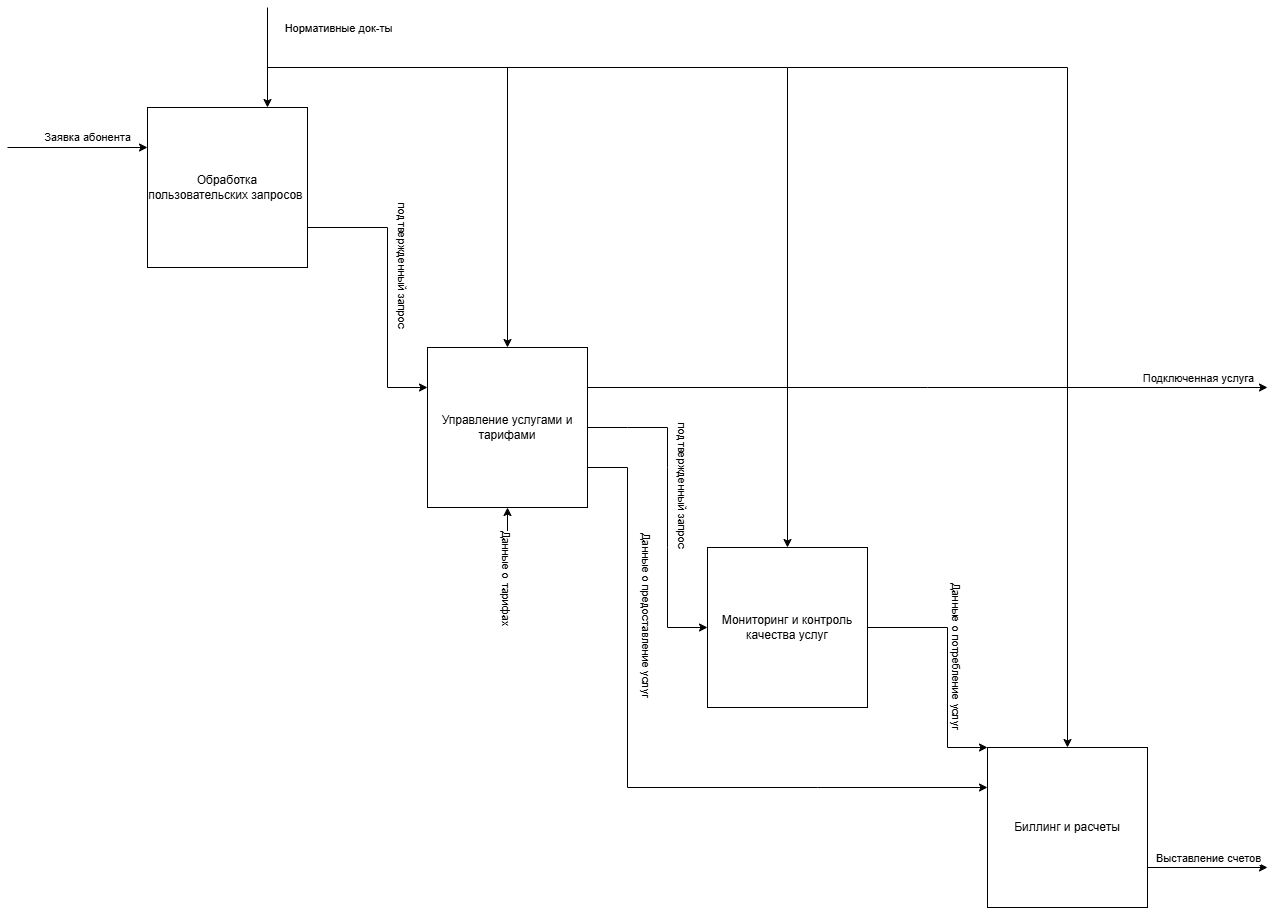 Нормативные док-ты
Заявка абонента
Обработка
пользовательских запросов
подтвержденный запрос
Подключенная услуга
Управление услугами и
тарифами
подтвержденный запрос
Данные о тарифах
Данные о предоставление услуг
Мониторинг и контроль
качества услуг
Данные о потребление услуг
Биллинг и расчеты
Выставление счетов